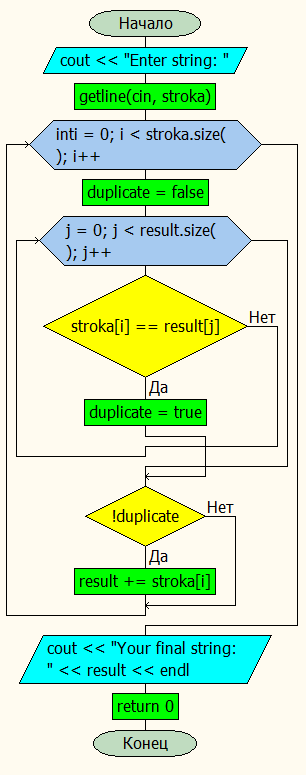 Начало
cout << "Enter string: "
getline(cin, stroka)
inti = 0; i < stroka.size(
); i++
duplicate = false
j = 0; j < result.size(
); j++
stroka[i] == result[j]
Нет
Да
duplicate = true
!duplicate
Нет
Да
result += stroka[i]
cout << "Your final string:
" << result << endl
return 0
Конец